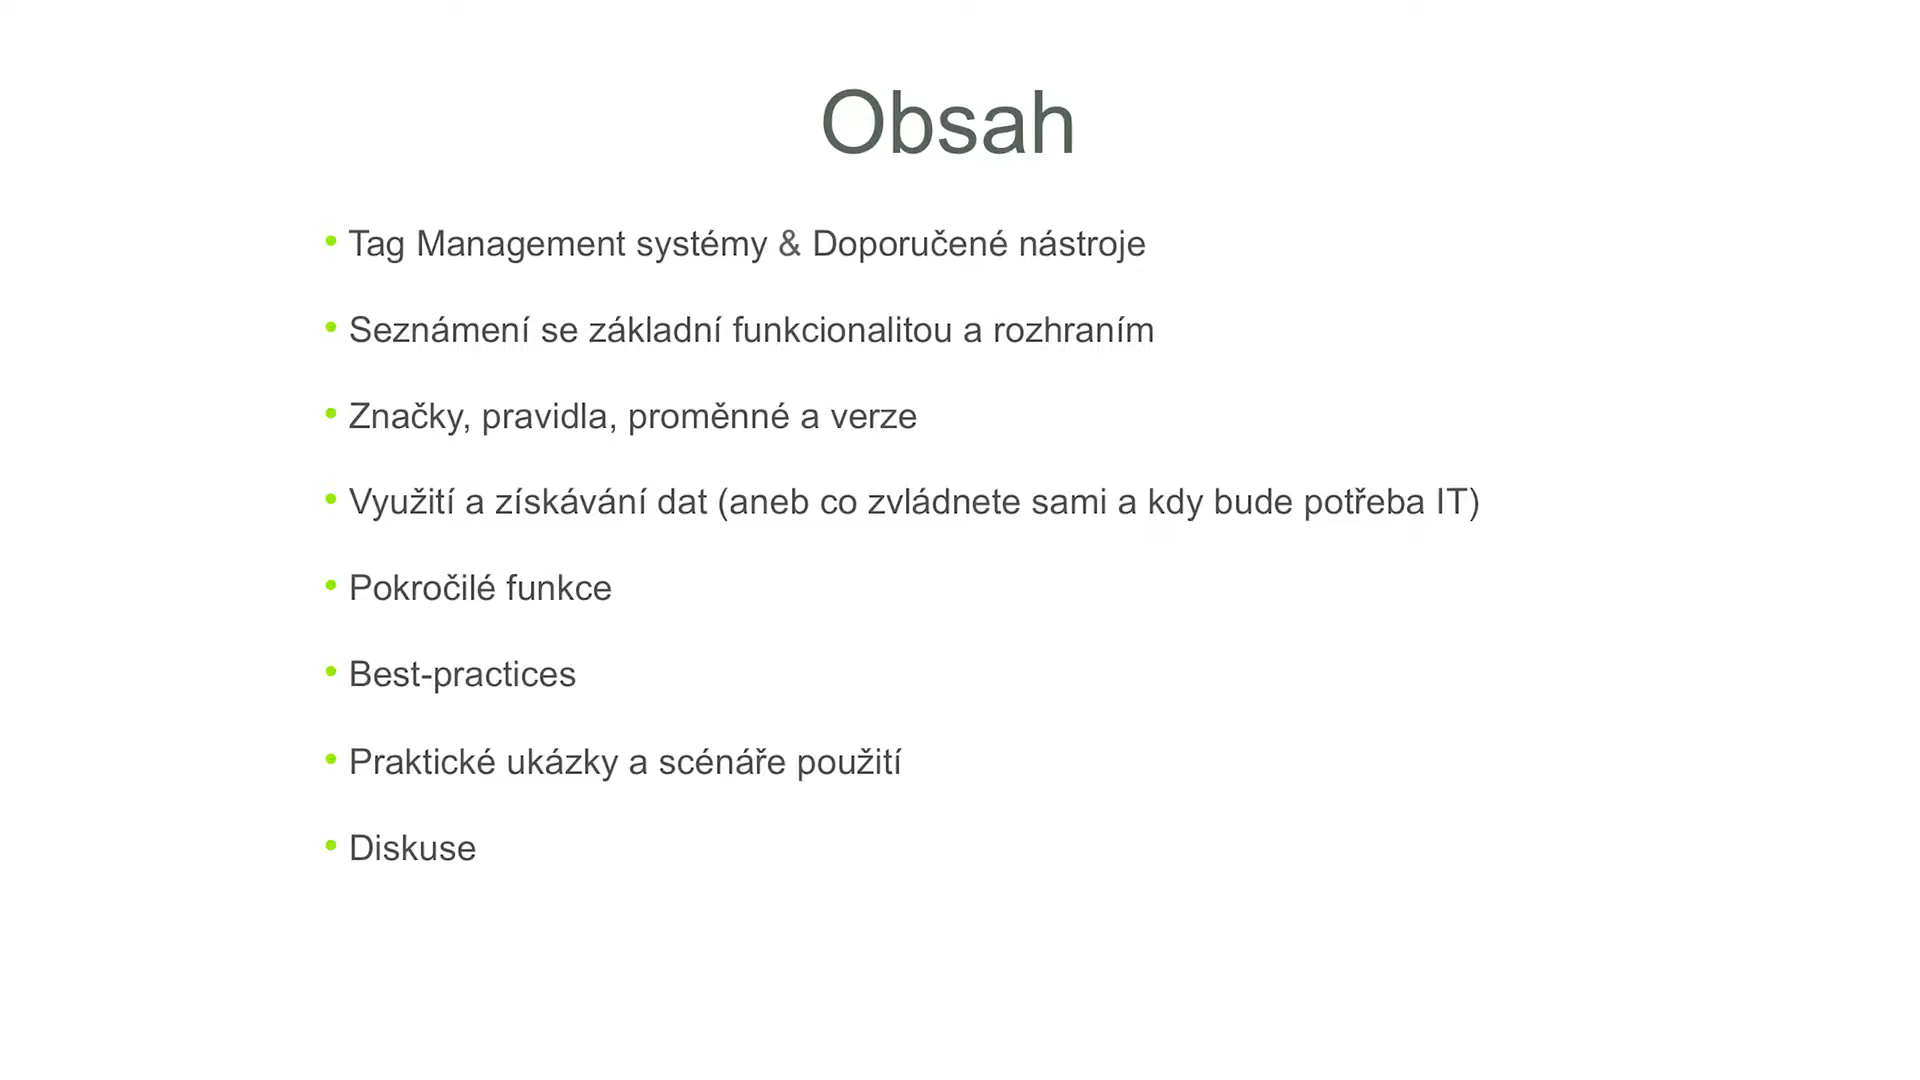 Obsah
• Tag Management systémy & Doporučené nástroje
• Seznámení se základní funkcionalitou a rozhraním
• Značky, pravidla, proměnné a verze
• Využití a získávání dat (aneb co zvládnete sami a kdy bude potřeba IT)
• Pokročilé funkce
• Best-practices
• Praktické ukázky a scénáře použití
• Diskuse